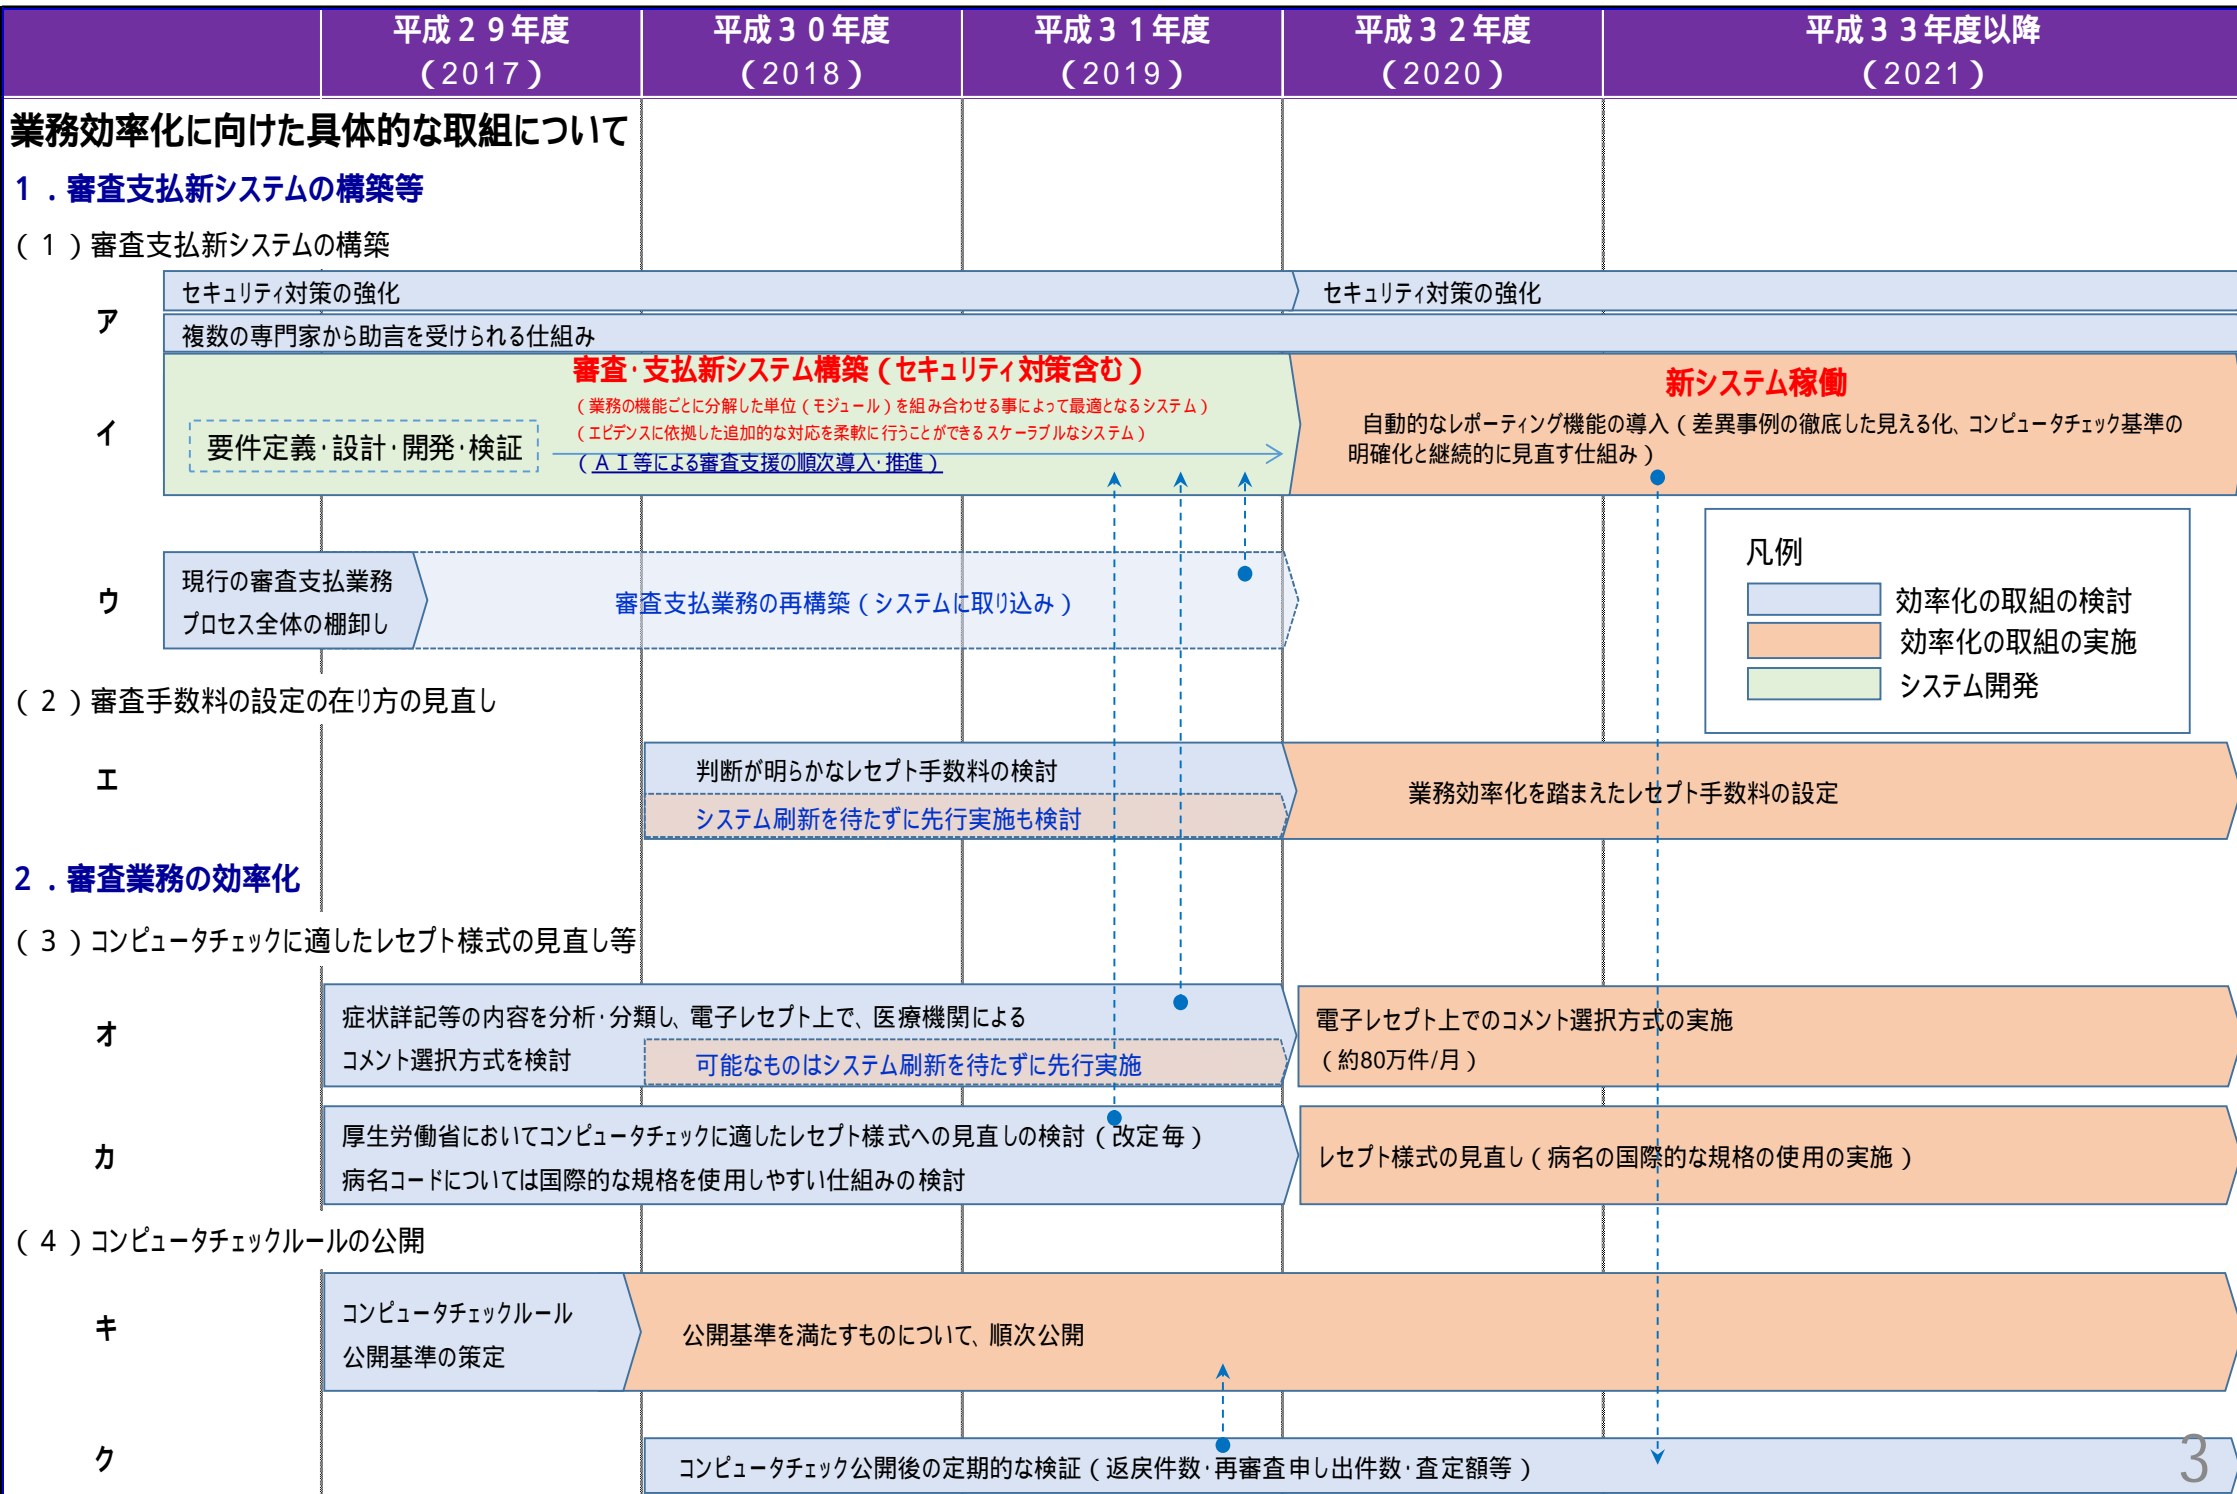 平成２９年度
（2017）
平成３０年度
（2018）
平成３１年度
（2019）
平成３２年度
（2020）
平成３３年度以降
（2021）
業務効率化に向けた具体的な取組について
１．審査支払新システムの構築等
（１）審査支払新システムの構築
ア
セキュリティ対策の強化
セキュリティ対策の強化
複数の専門家から助言を受けられる仕組み
イ
審査・支払新システム構築（セキュリティ対策含む）
（業務の機能ごとに分解した単位（モジュール）を組み合わせる事によって最適となるシステム）
（エビデンスに依拠した追加的な対応を柔軟に行うことができるスケーラブルなシステム）
（ＡＩ等による審査支援の順次導入・推進）
要件定義・設計・開発・検証
新システム稼働
自動的なレポーティング機能の導入（差異事例の徹底した見える化、コンピュータチェック基準の
明確化と継続的に見直す仕組み）
ウ
現行の審査支払業務
プロセス全体の棚卸し
審査支払業務の再構築（システムに取り込み）
凡例
効率化の取組の検討
効率化の取組の実施
システム開発
（２）審査手数料の設定の在り方の見直し
エ
判断が明らかなレセプト手数料の検討
システム刷新を待たずに先行実施も検討
業務効率化を踏まえたレセプト手数料の設定
２．審査業務の効率化
（３）コンピュータチェックに適したレセプト様式の見直し等
オ
症状詳記等の内容を分析・分類し、電子レセプト上で、医療機関による
コメント選択方式を検討
可能なものはシステム刷新を待たずに先行実施
電子レセプト上でのコメント選択方式の実施
（約80万件/月）
カ
厚生労働省においてコンピュータチェックに適したレセプト様式への見直しの検討（改定毎）
病名コードについては国際的な規格を使用しやすい仕組みの検討
レセプト様式の見直し（病名の国際的な規格の使用の実施）
（４）コンピュータチェックルールの公開
キ
コンピュータチェックルール
公開基準の策定
公開基準を満たすものについて、順次公開
ク
コンピュータチェック公開後の定期的な検証（返戻件数・再審査申し出件数・査定額等）
3